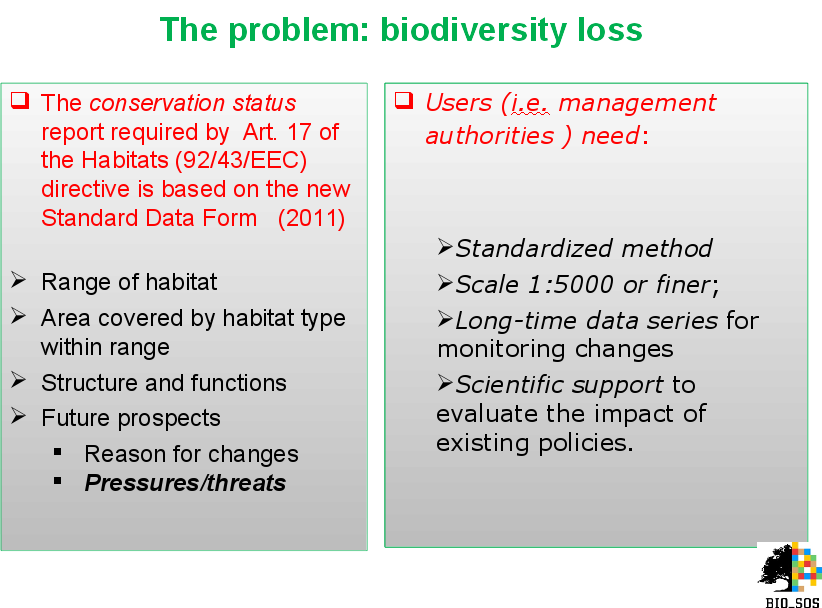 The problem: biodiversity loss
The conservation status
report required by Art. 17 of
the Habitats (92/43/EEC)
directive is based on the new
Standard Data Form (2011)
Range of habitat
Area covered by habitat type
within range
Structure and functions
Future prospects
Reason for changes
Pressures/threats
Users (i.e. management
authorities ) need:
Standardized method
Scale 1:5000 or finer;
Long-time data series for
monitoring changes
Scientific support to
evaluate the impact of
existing policies.
BIO_SOS